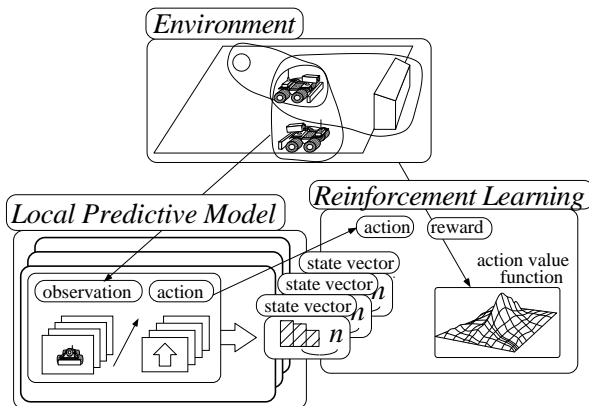 Environment
Reinforcement Learning
Local Predictive Model
action
reward
state vector
action value
function
observation
action
state vector
n
state vector
n
n